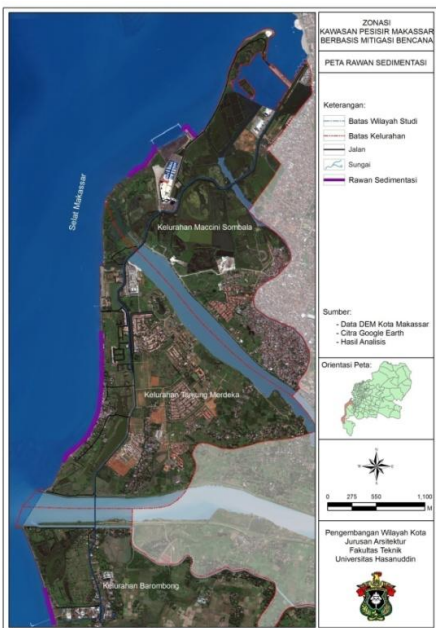 ZONASI
KAWASAN PESISIR MAKASSAR
BERBASIS MITIGASI BENCANA
PETA RAWAN SEDIMENTASI
Keterangan:
Batas Wilayah Studi
Batas Kelurahan
Jalan
Sungai
Rawan Sedimentasi
Selat Makassar
Kelurahan Maccini Sombala
Kelurahan Tanjung Merdeka
Kelurahan Barombong
Sumber:
- Data DEM Kota Makassar
- Citra Google Earth
- Hasil Analisis
Orientasi Peta:
0 275 550 1.100
M
Pengembangan Wilayah Kota
Jurusan Arsitektur
Fakultas Teknik
Universitas Hasanuddin